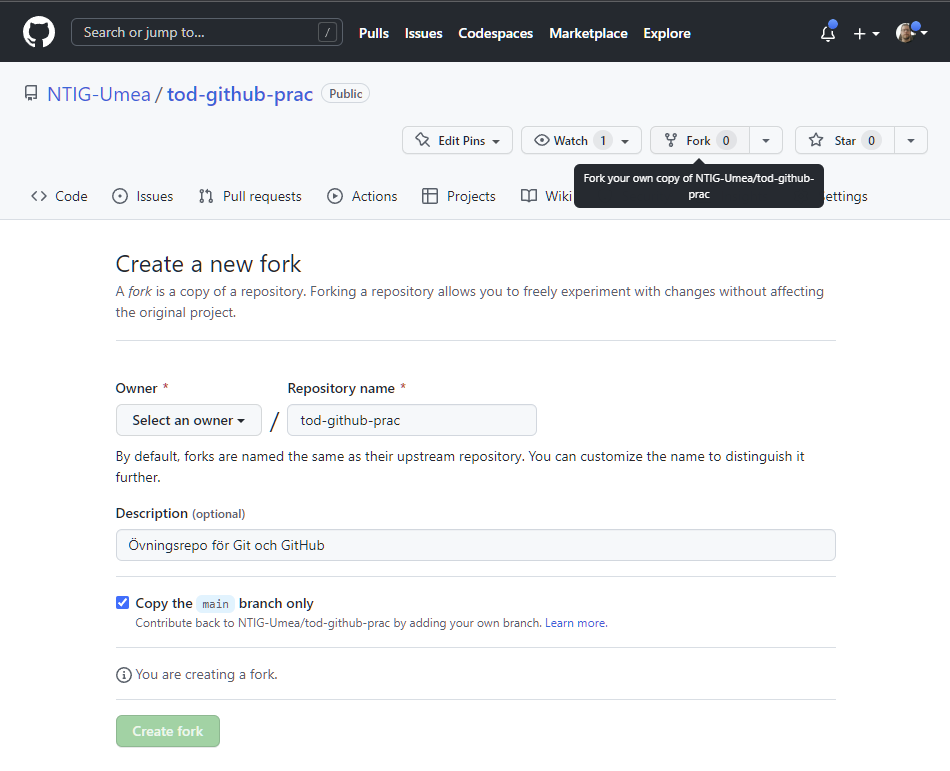 Search or jump to... /
Pulls Issues Codespaces Marketplace Explore
NTIG-Umea / tod-github-prac Public
Edit Pins Watch 1 Fork 0 Star 0
Fork your own copy of NTIG-Umea/tod-github-
prac
Code Issues Pull requests Actions Projects Wiki ettings
Create a new fork
A fork is a copy of a repository. Forking a repository allows you to freely experiment with changes without affecting
the original project.
Owner * Repository name *
Select an owner / tod-github-prac
By default, forks are named the same as their upstream repository. You can customize the name to distinguish it
further.
Description (optional)
Övningsrepo för Git och GitHub
Copy the main branch only
Contribute back to NTIG-Umea/tod-github-prac by adding your own branch. Learn more.
You are creating a fork.
Create fork